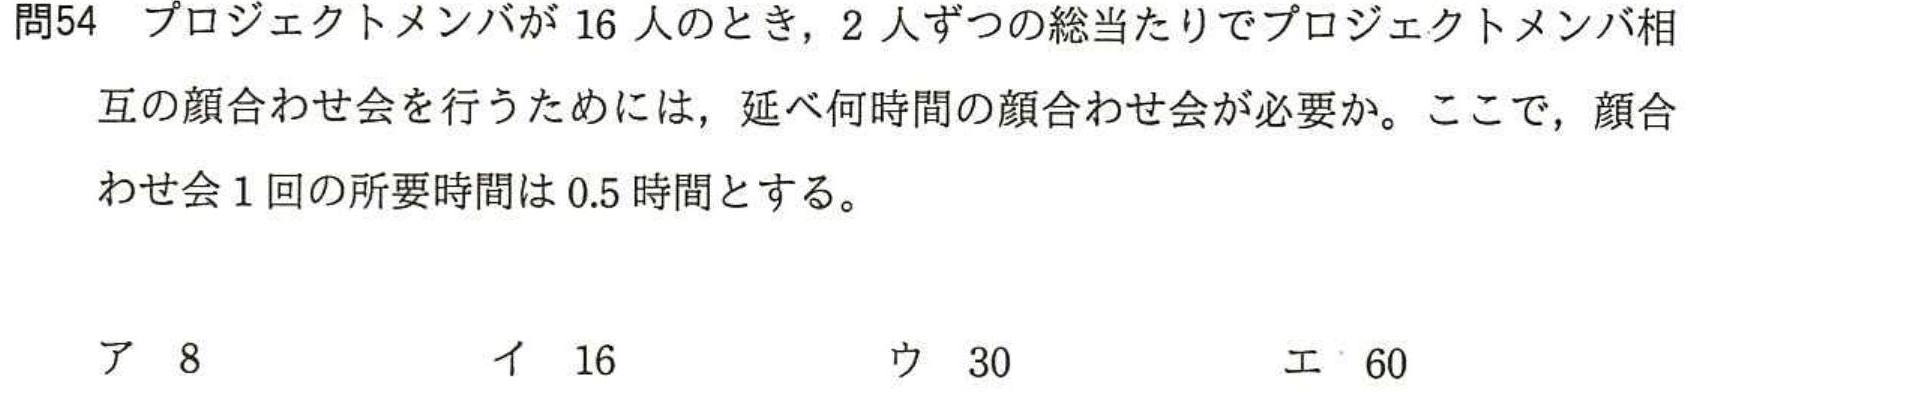 問54 プロジェクトメンバが 16 人のとき，2 人ずつの総当たりでプロジェクトメンバ相
互の顔合わせ会を行うためには，延べ何時間の顔合わせ会が必要か。ここで，顔合
わせ会 1 回の所要時間は 0.5 時間とする。
ア 8 イ 16 ウ 30 エ 60